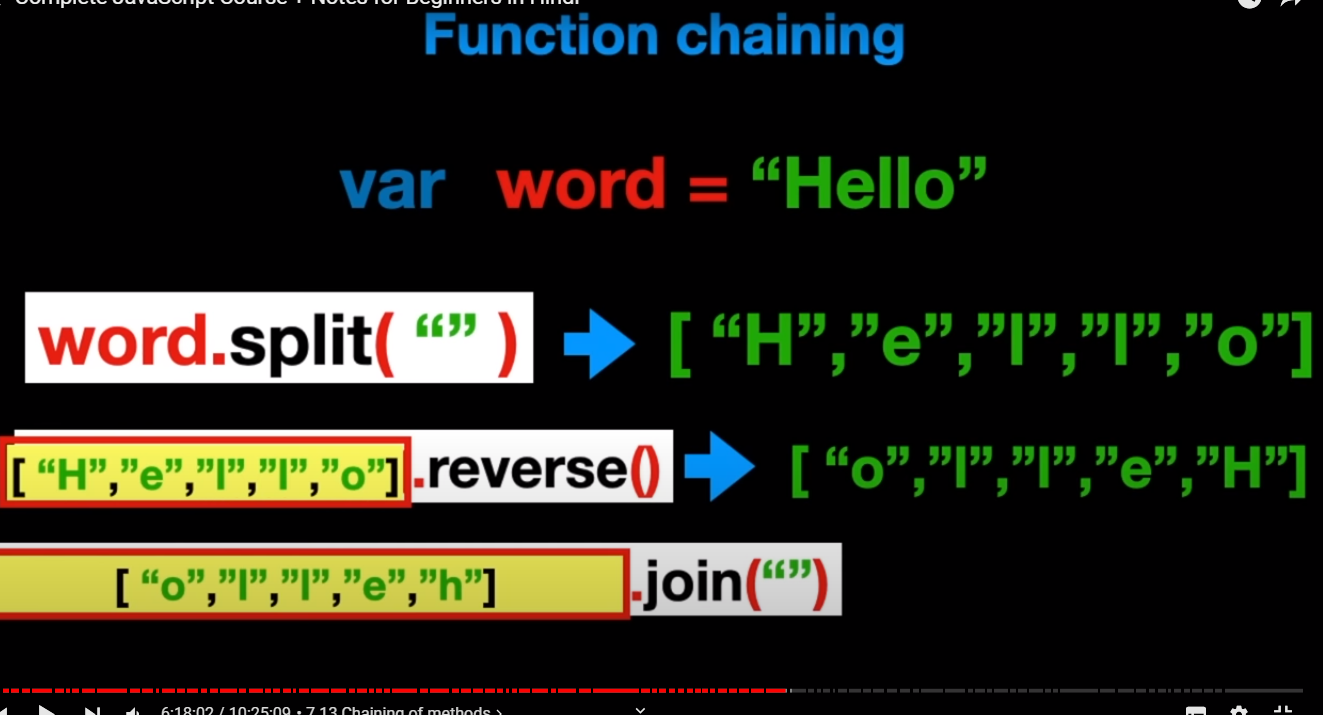 Complete JavaScript Course + Notes for Beginners in Hindi
Function chaining
var word = “Hello”
word.split( “” ) [ “H”,”e”,”l”,”l”,”o”]
[ “H”,”e”,”l”,”l”,”o”].reverse() [ “o”,”l”,”l”,”e”,”H”]
[ “o”,”l”,”l”,”e”,”h”].join(“”)
6:18:02 / 10:25:09 • 7.13 Chaining of methods >